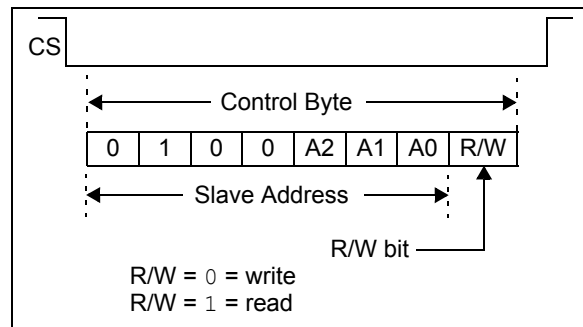 CS
Control Byte
0 1 0 0 A2 A1 A0 R/W
Slave Address
R/W bit
R/W = 0 = write
R/W = 1 = read